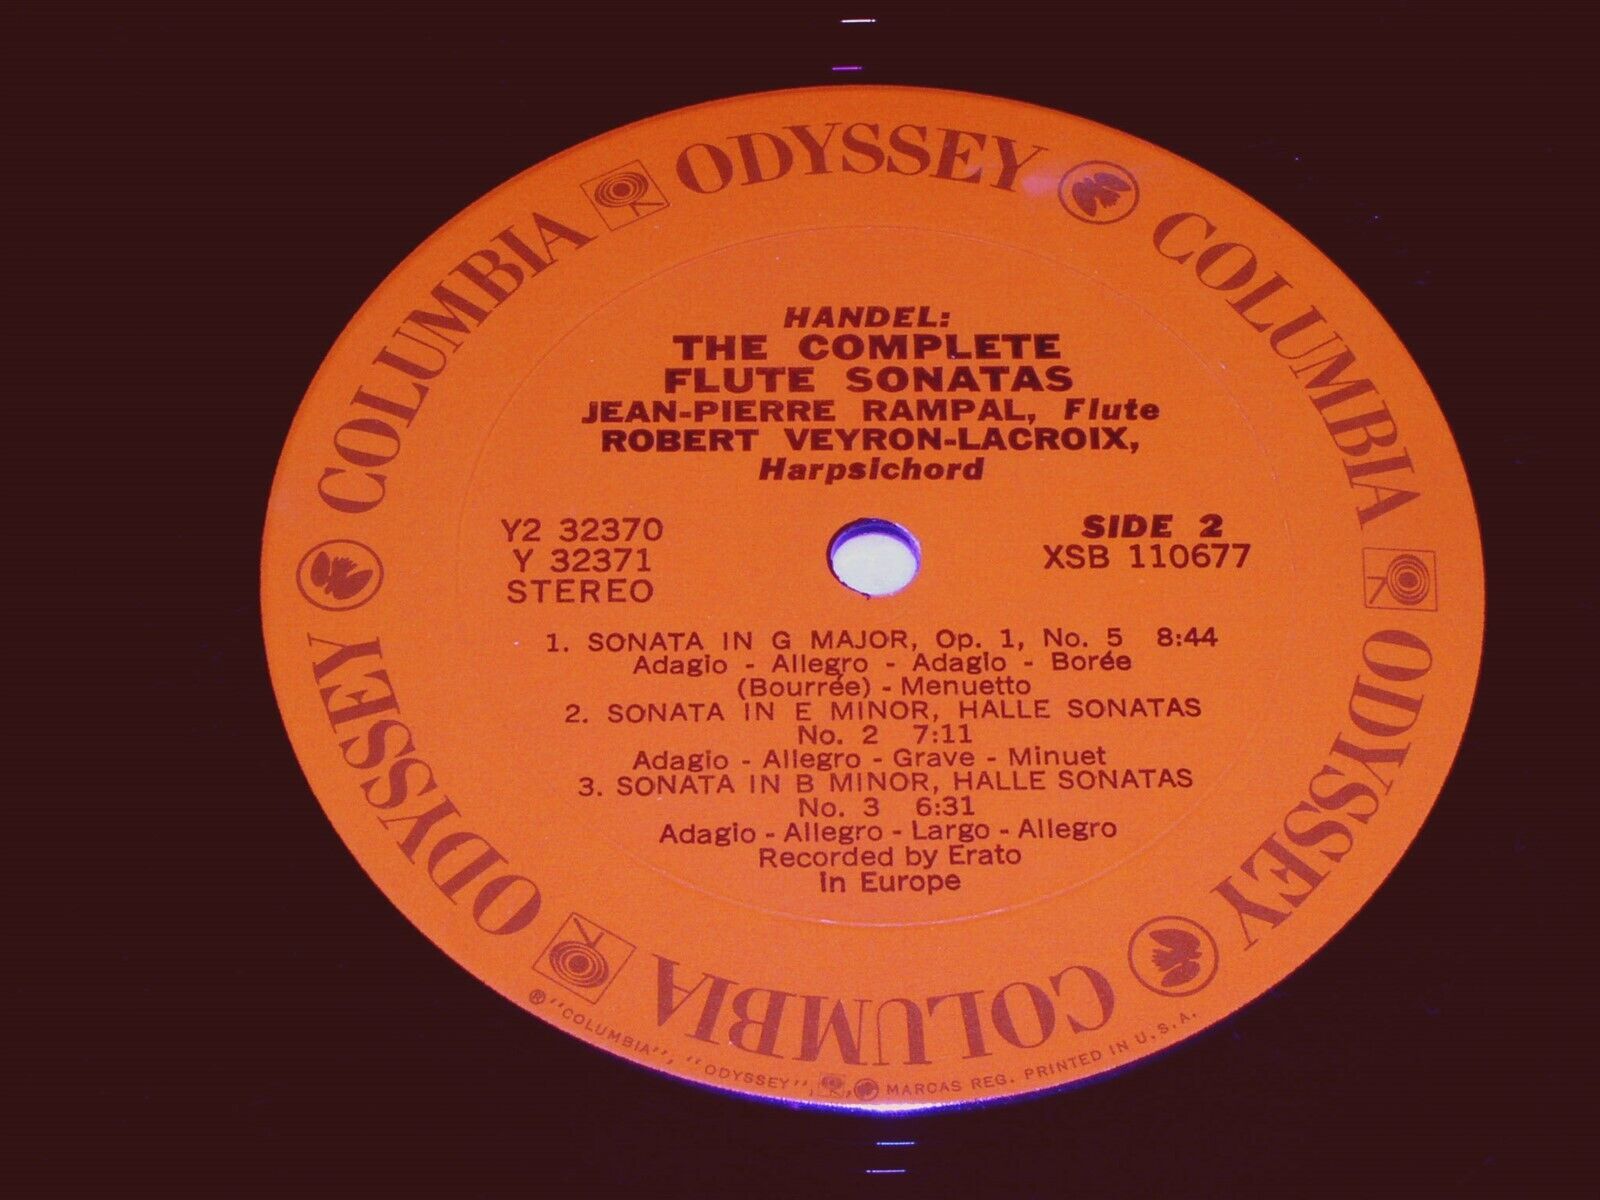 COLUMBIA ODYSSEY COLUMBIA ODYSSEY COLUMBIA ODYSSEY
HANDEL:
THE COMPLETE
FLUTE SONATAS
JEAN-PIERRE RAMPAL, Flute
ROBERT VEYRON-LACROIX,
Harpsichord
Y2 32370
Y 32371
STEREO
SIDE 2
XSB 110677
1. SONATA IN G MAJOR, Op. 1, No. 5 8:44
Adagio - Allegro - Adagio - Borée
(Bourrée) - Menuetto
2. SONATA IN E MINOR, HALLE SONATAS
No. 2 7:11
Adagio - Allegro - Grave - Minuet
3. SONATA IN B MINOR, HALLE SONATAS
No. 3 6:31
Adagio - Allegro - Largo - Allegro
Recorded by Erato
in Europe
® "COLUMBIA", "ODYSSEY", , MARCAS REG. PRINTED IN U.S.A.